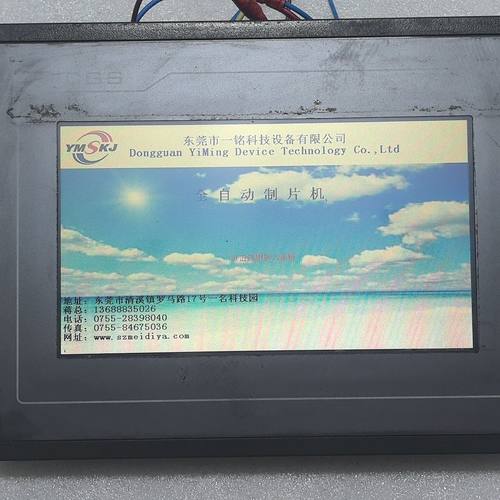 YMSKJ
东莞市一铭科技设备有限公司
Dongguan YiMing Device Technology Co.,Ltd
全自动制片机
地址：东莞市清溪镇罗马路17号一名科技园
蒋总：13688835026
电话：0755-28398040
传真：0755-84675036
网址：www.szmeidiya.com